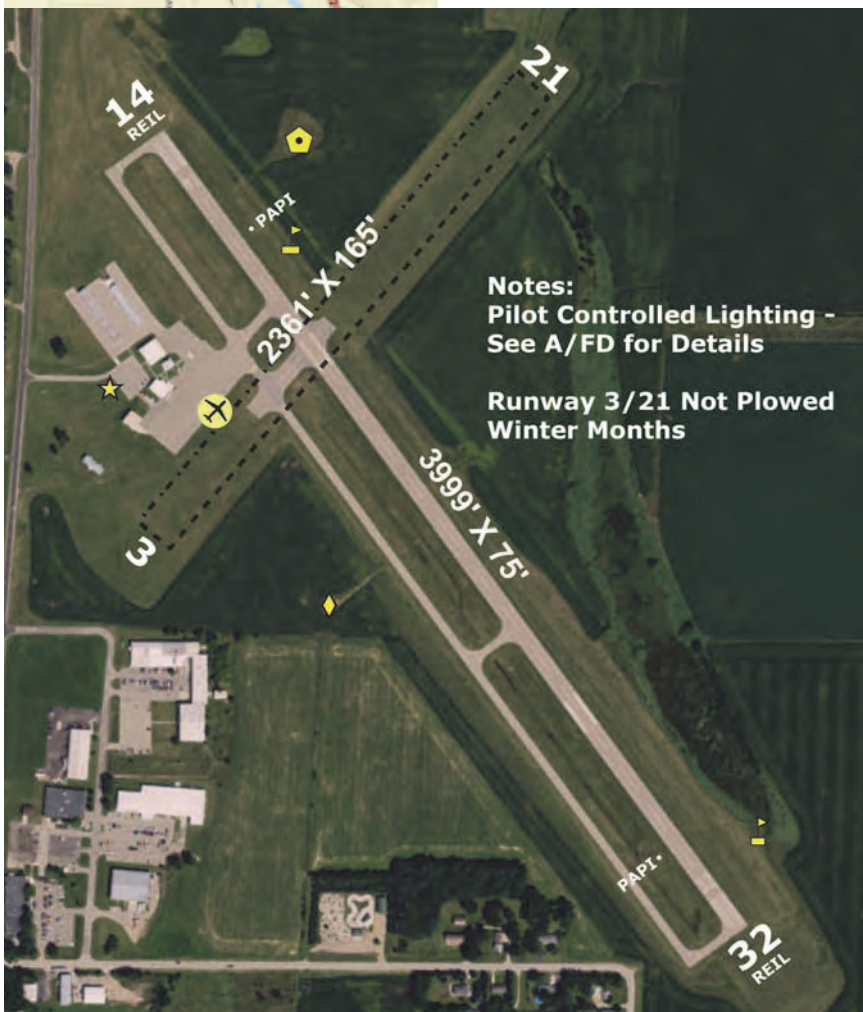 21
14
REIL
PAPI
2361' X 165'
Notes:
Pilot Controlled Lighting -
See A/FD for Details
Runway 3/21 Not Plowed
Winter Months
3999' X 75'
3
PAPI
32
REIL